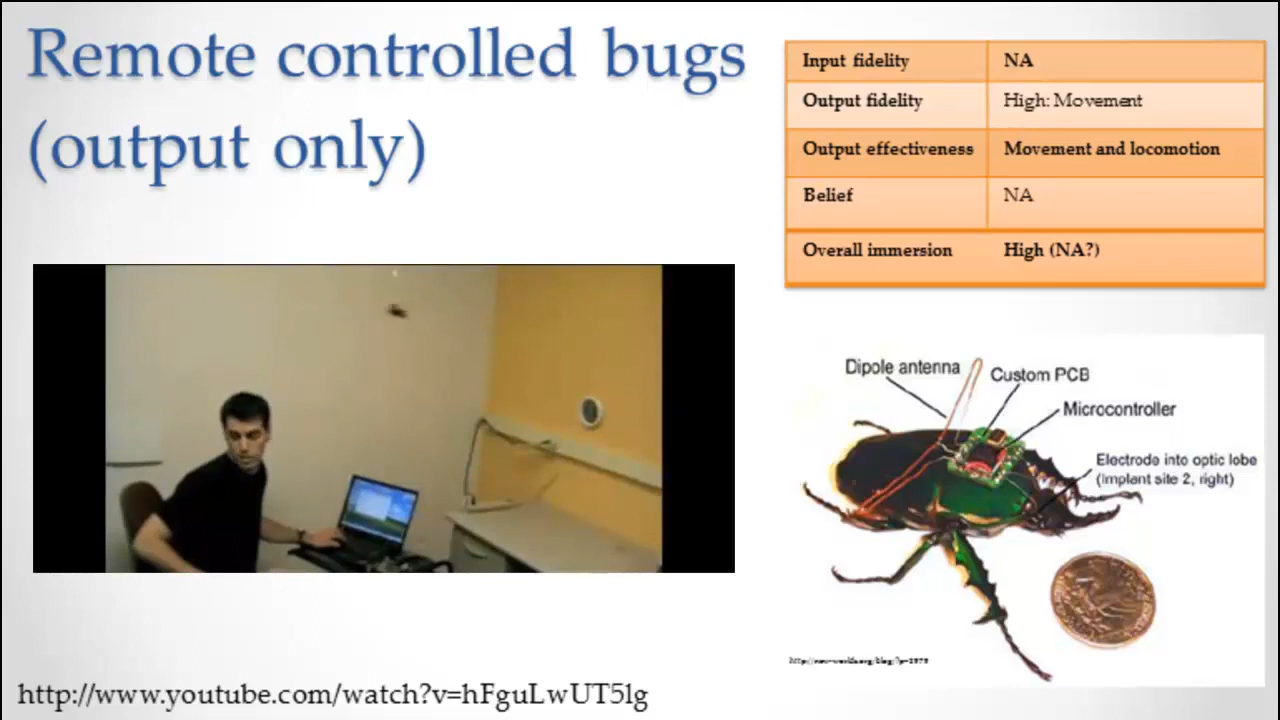 Remote controlled bugs
(output only)
Input fidelity NA
Output fidelity High: Movement
Output effectiveness Movement and locomotion
Belief NA
Overall immersion High (NA?)
Dipole antenna
Custom PCB
Microcontroller
Electrode into optic lobe
(Implant site 2, right)
http://www.youtube.com/watch?v=hFguLwUT5lg